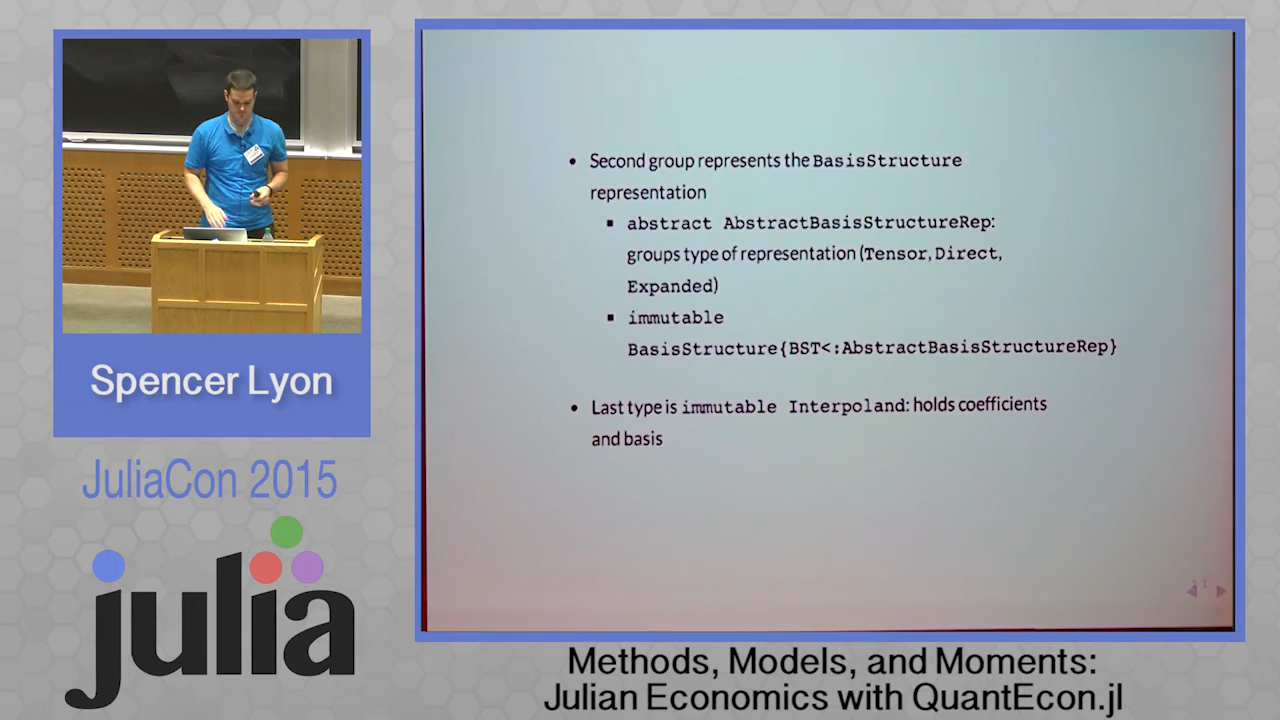 • Second group represents the BasisStructure
representation
▪ abstract AbstractBasisStructureRep:
groups type of representation (Tensor, Direct,
Expanded)
▪ immutable
BasisStructure{BST<:AbstractBasisStructureRep}
• Last type is immutable Interpoland: holds coefficients
and basis
Spencer Lyon
JuliaCon 2015
julia
Methods, Models, and Moments:
Julian Economics with QuantEcon.jl